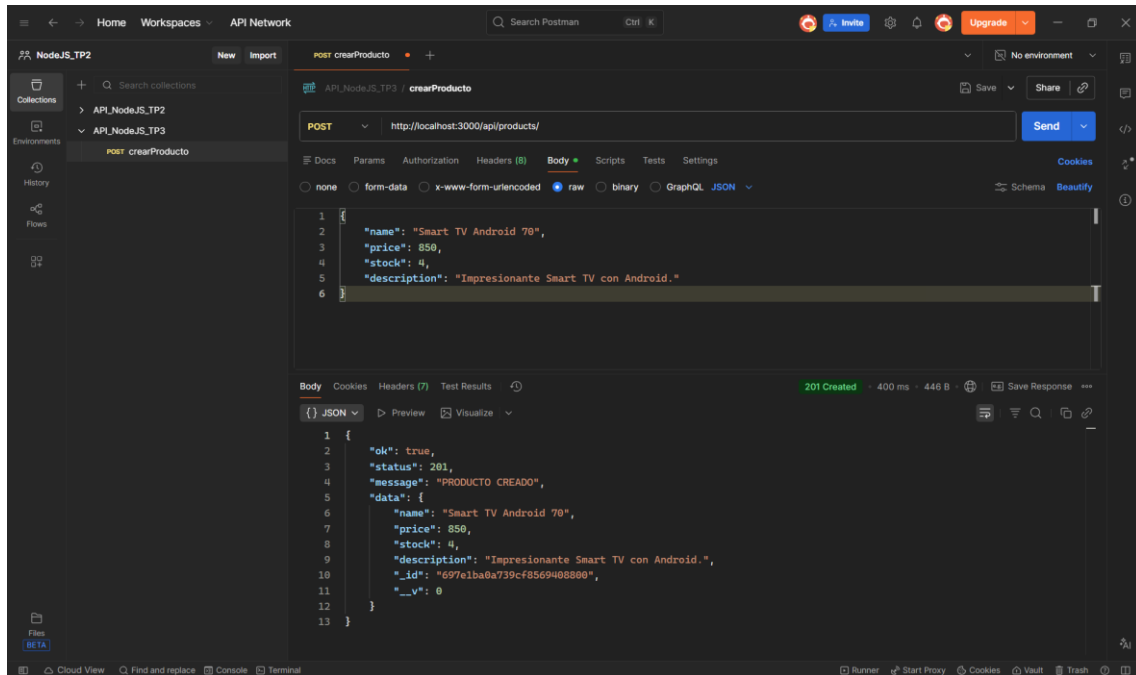 Home Workspaces API Network Search Postman Ctrl K Invite Upgrade
NodeJS_TP2 New Import POST crearProducto No environment
Collections
Search collections
API_NodeJS_TP2
API_NodeJS_TP3
POST crearProducto
Environments
History
Flows
Files
BETA
API_NodeJS_TP3 / crearProducto Save Share
POST http://localhost:3000/api/products/ Send
Docs Params Authorization Headers (8) Body Scripts Tests Settings Cookies
none form-data x-www-form-urlencoded raw binary GraphQL JSON Schema Beautify
1 {
2 "name": "Smart TV Android 70",
3 "price": 850,
4 "stock": 4,
5 "description": "Impresionante Smart TV con Android."
6 }
Body Cookies Headers (7) Test Results 201 Created 400 ms 446 B Save Response
{} JSON Preview Visualize
1 {
2 "ok": true,
3 "status": 201,
4 "message": "PRODUCTO CREADO",
5 "data": {
6 "name": "Smart TV Android 70",
7 "price": 850,
8 "stock": 4,
9 "description": "Impresionante Smart TV con Android.",
10 "_id": "697e1ba0a739cf8569408800",
11 "__v": 0
12 }
13 }
Cloud View Find and replace Console Terminal Runner Start Proxy Cookies Vault Trash
AI